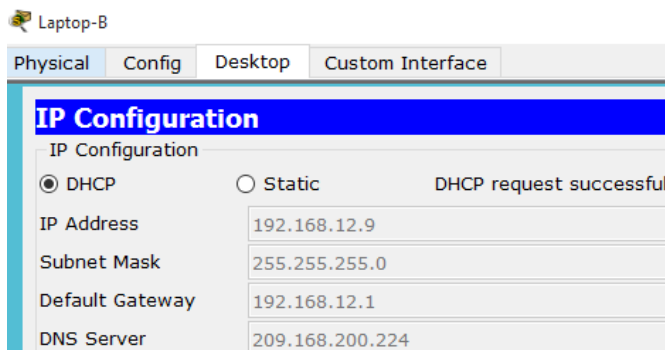 Laptop-B
Physical Config Desktop Custom Interface
IP Configuration
IP Configuration
DHCP Static DHCP request successful
IP Address 192.168.12.9
Subnet Mask 255.255.255.0
Default Gateway 192.168.12.1
DNS Server 209.168.200.224